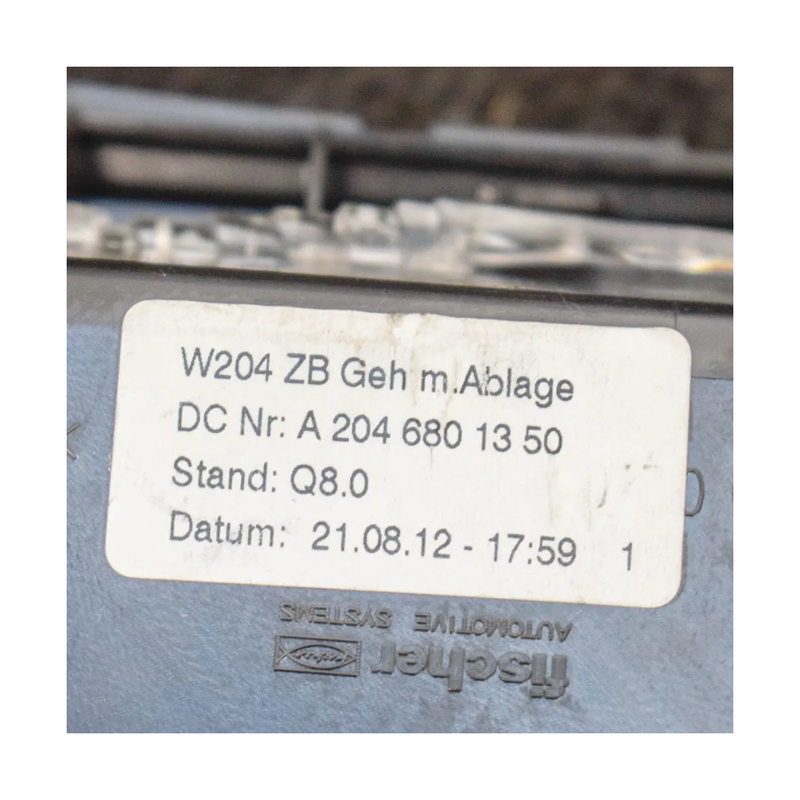 W204 ZB Geh m.Ablage
DC Nr: A 204 680 13 50
Stand: Q8.0
Datum: 21.08.12 - 17:59 1
0
AUTOMOTIVE SYSTEMS
fischer